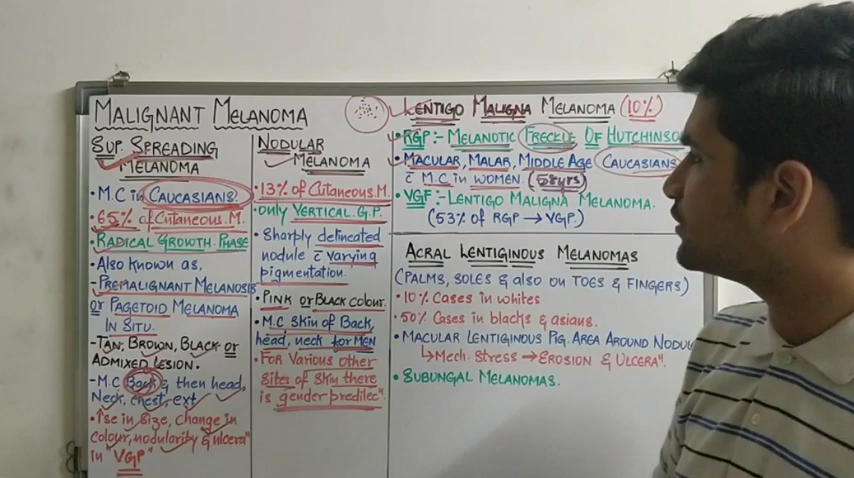 MALIGNANT MELANOMA
SUP. SPREADING
MELANOMA
• M.C in CAUCASIANS
• 65% of Cutaneous M.
• RADICAL GROWTH PHASE
• Also known as,
- PREMALIGNANT MELANOSIS
or PAGETOID MELANOMA
IN SITU.
- TAN, BROWN, BLACK OR
ADMIXED LESION.
- M.C Back & then head,
Neck, chest, ext
• ↑se in Size, Change in
colour, nodularity & ulceraⁿ
in "VGP"
NODULAR
MELANOMA
• 13% of Cutaneous M.
• only VERTICAL G.P.
• Sharply delineated
nodule c̄ varying
pigmentation.
• PINK or BLACK colour.
• M.C Skin of Back,
head, neck for MEN
• FOR VARIOUS other
sites of skin there
is gender predilecⁿ.
LENTIGO MALIGNA MELANOMA (10%)
• RGP:- MELANOTIC FRECKLE OF HUTCHINSON
• MACULAR, MALAR, MIDDLE AGE CAUCASIANS
c̄ M.C in WOMEN (58yrs)
• VGF:- LENTIGO MALIGNA MELANOMA.
(53% of RGP → VGP.)
ACRAL LENTIGINOUS MELANOMAS
(PALMS, SOLES & also ON TOES & FINGERS)
• 10% CASES in whites
• 50% Cases in blacks & asians.
• MACULAR LENTIGINOUS PIG. AREA AROUND NODUL
↳ Mech. Stress → EROSION & ULCERAⁿ.
• SUBUNGAL MELANOMAS.